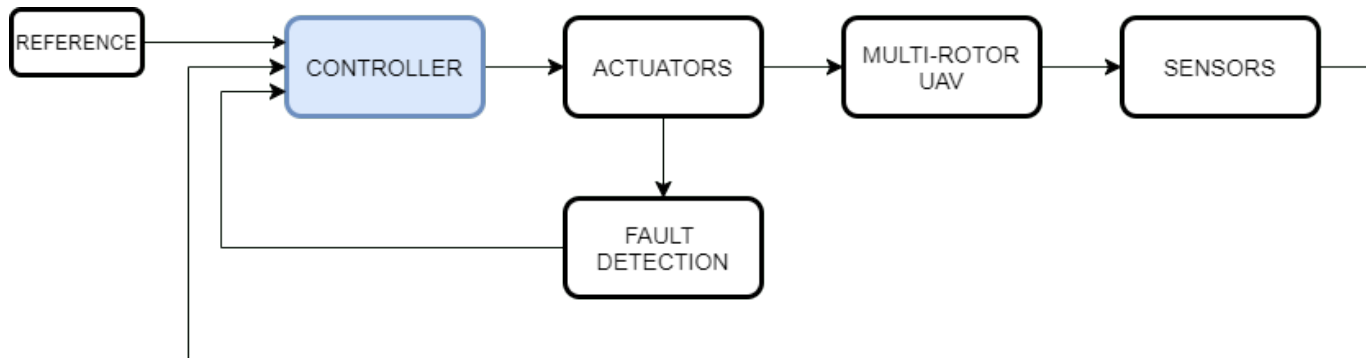 REFERENCE
CONTROLLER
ACTUATORS
MULTI-ROTOR
UAV
SENSORS
FAULT
DETECTION